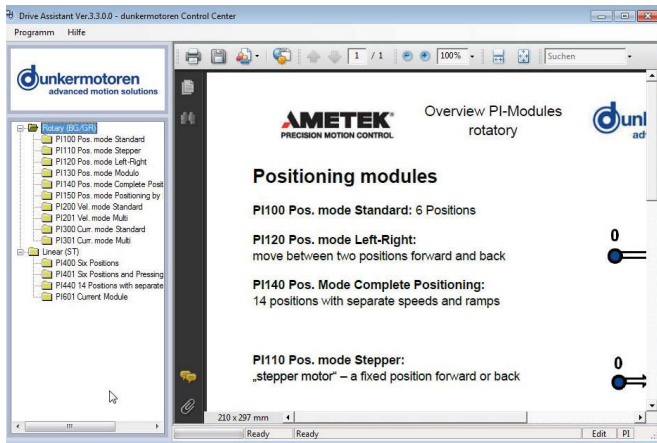 Drive Assistant Ver.3.3.0.0 - dunkermotoren Control Center
Programm Hilfe
dunkermotoren
advanced motion solutions
Rotary (BG/GR)
PI100 Pos. mode Standard
PI110 Pos. mode Stepper
PI120 Pos. mode Left-Right
PI130 Pos. mode Modulo
PI140 Pos. mode Complete Posit
PI150 Pos. mode Positioning by
PI200 Vel. mode Standard
PI201 Vel. mode Multi
PI300 Curr. mode Standard
PI301 Curr. mode Multi
Linear (ST)
PI400 Six Positions
PI401 Six Positions and Pressing
PI440 14 Positions with separate
PI601 Current Module
1 / 1 100% Suchen
AMETEK®
PRECISION MOTION CONTROL
Overview PI-Modules
rotatory
dunl
ad
Positioning modules
PI100 Pos. mode Standard: 6 Positions
PI120 Pos. mode Left-Right:
move between two positions forward and back
0
PI140 Pos. Mode Complete Positioning:
14 positions with separate speeds and ramps
PI110 Pos. mode Stepper:
„stepper motor“ – a fixed position forward or back
0
210 x 297 mm
Ready Ready Edit PI